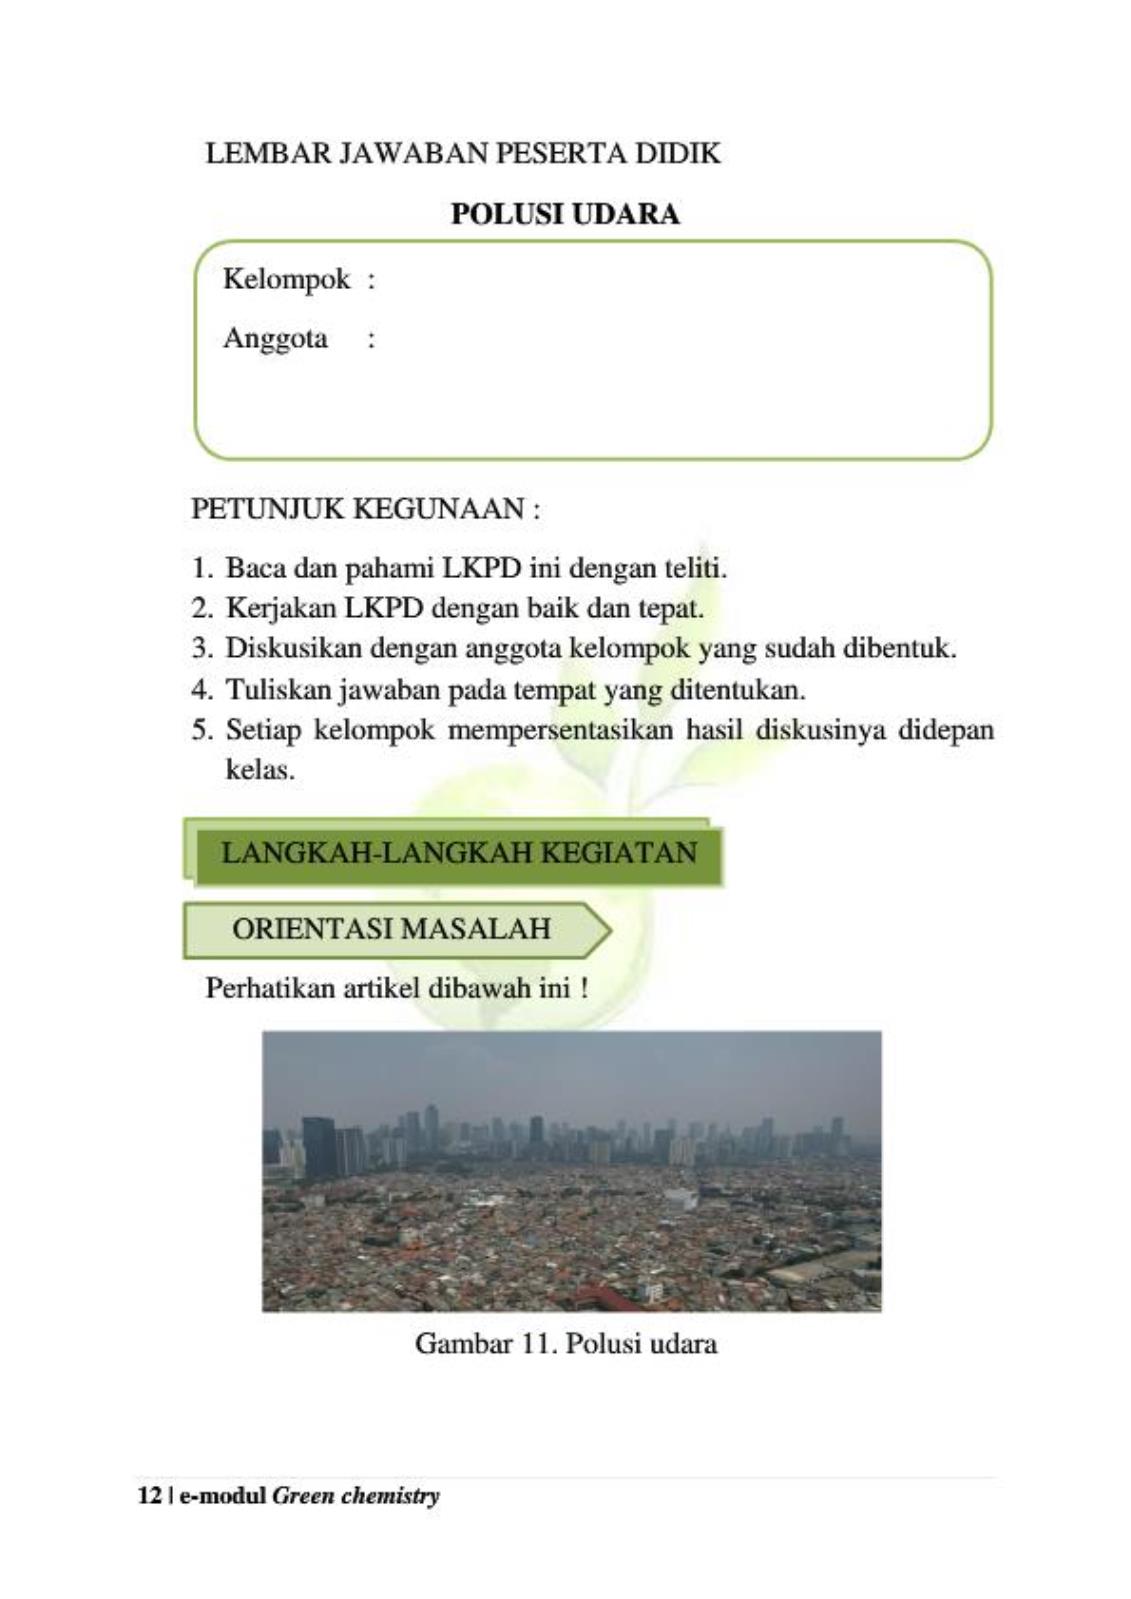 LEMBAR JAWABAN PESERTA DIDIK
POLUSI UDARA
Kelompok :
Anggota :
PETUNJUK KEGUNAAN :
1. Baca dan pahami LKPD ini dengan teliti.
2. Kerjakan LKPD dengan baik dan tepat.
3. Diskusikan dengan anggota kelompok yang sudah dibentuk.
4. Tuliskan jawaban pada tempat yang ditentukan.
5. Setiap kelompok mempersentasikan hasil diskusinya didepan
kelas.
LANGKAH-LANGKAH KEGIATAN
ORIENTASI MASALAH
Perhatikan artikel dibawah ini !
Gambar 11. Polusi udara
12 | e-modul Green chemistry